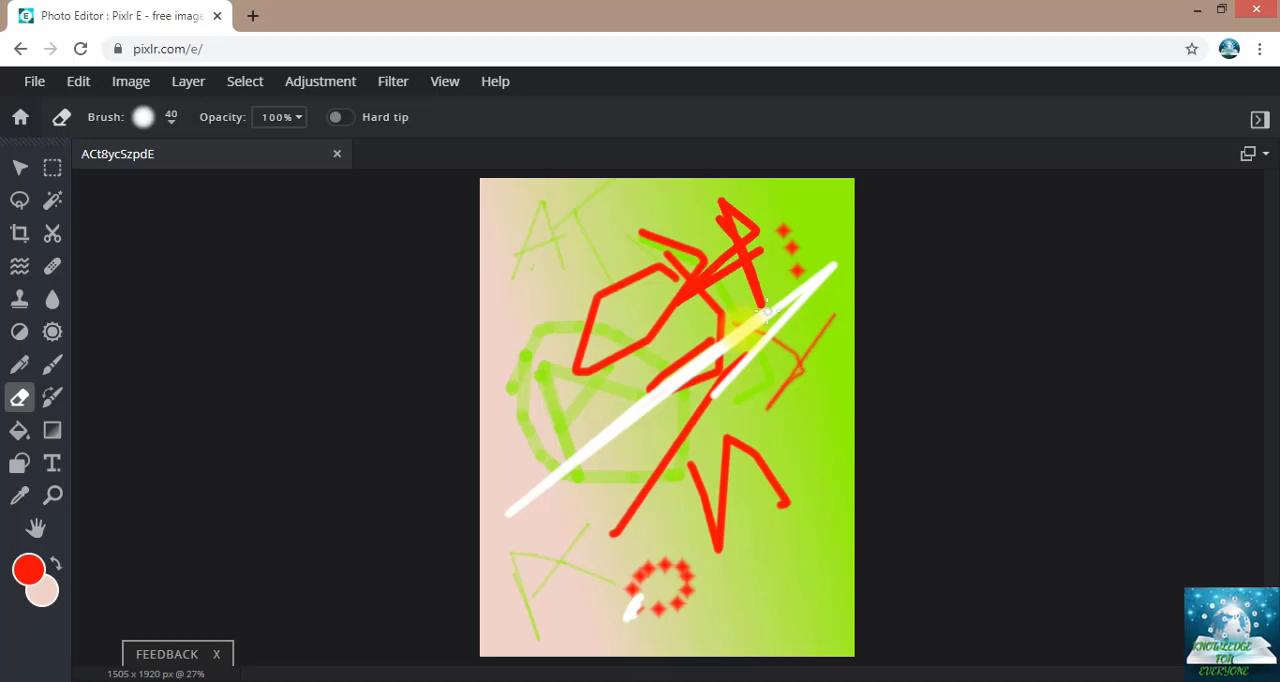 Photo Editor : Pixlr E - free image
pixlr.com/e/
File Edit Image Layer Select Adjustment Filter View Help
Brush: 40 Opacity: 100% Hard tip
ACt8ycSzpdE
FEEDBACK X
1505 x 1920 px @ 27%
KNOWLEDGE
FOR
EVERYONE